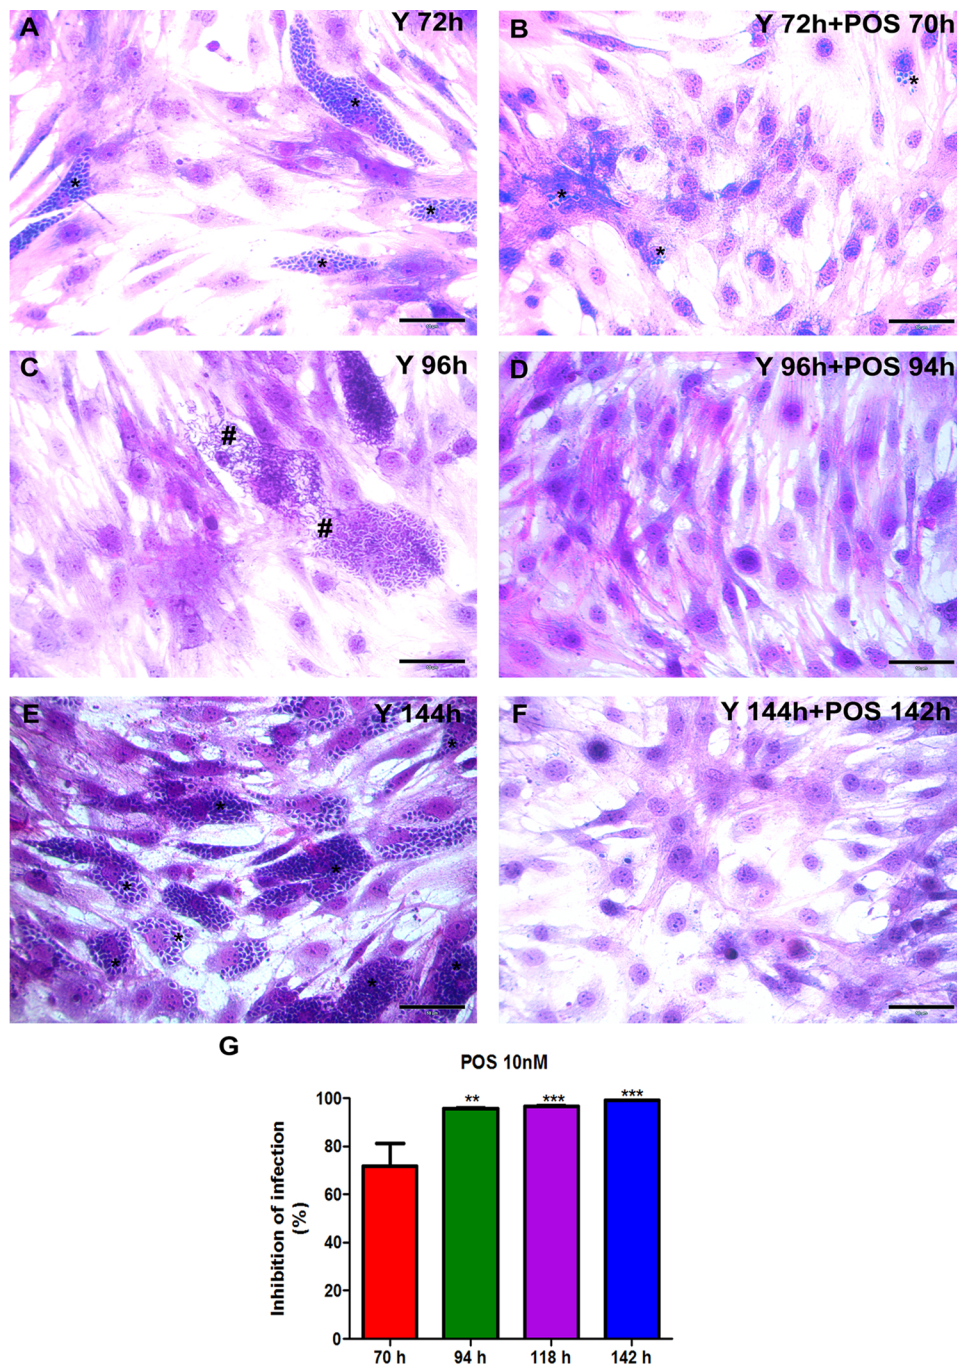 A
Y 72h
*
*
*
*
B
Y 72h+POS 70h
*
*
*
C
Y 96h
#
#
D
Y 96h+POS 94h
E
Y 144h
*
*
*
*
*
*
*
*
F
Y 144h+POS 142h
G
POS 10nM
Inhibition of infection
(%)
100
80
60
40
20
0
**
***
***
70 h
94 h
118 h
142 h